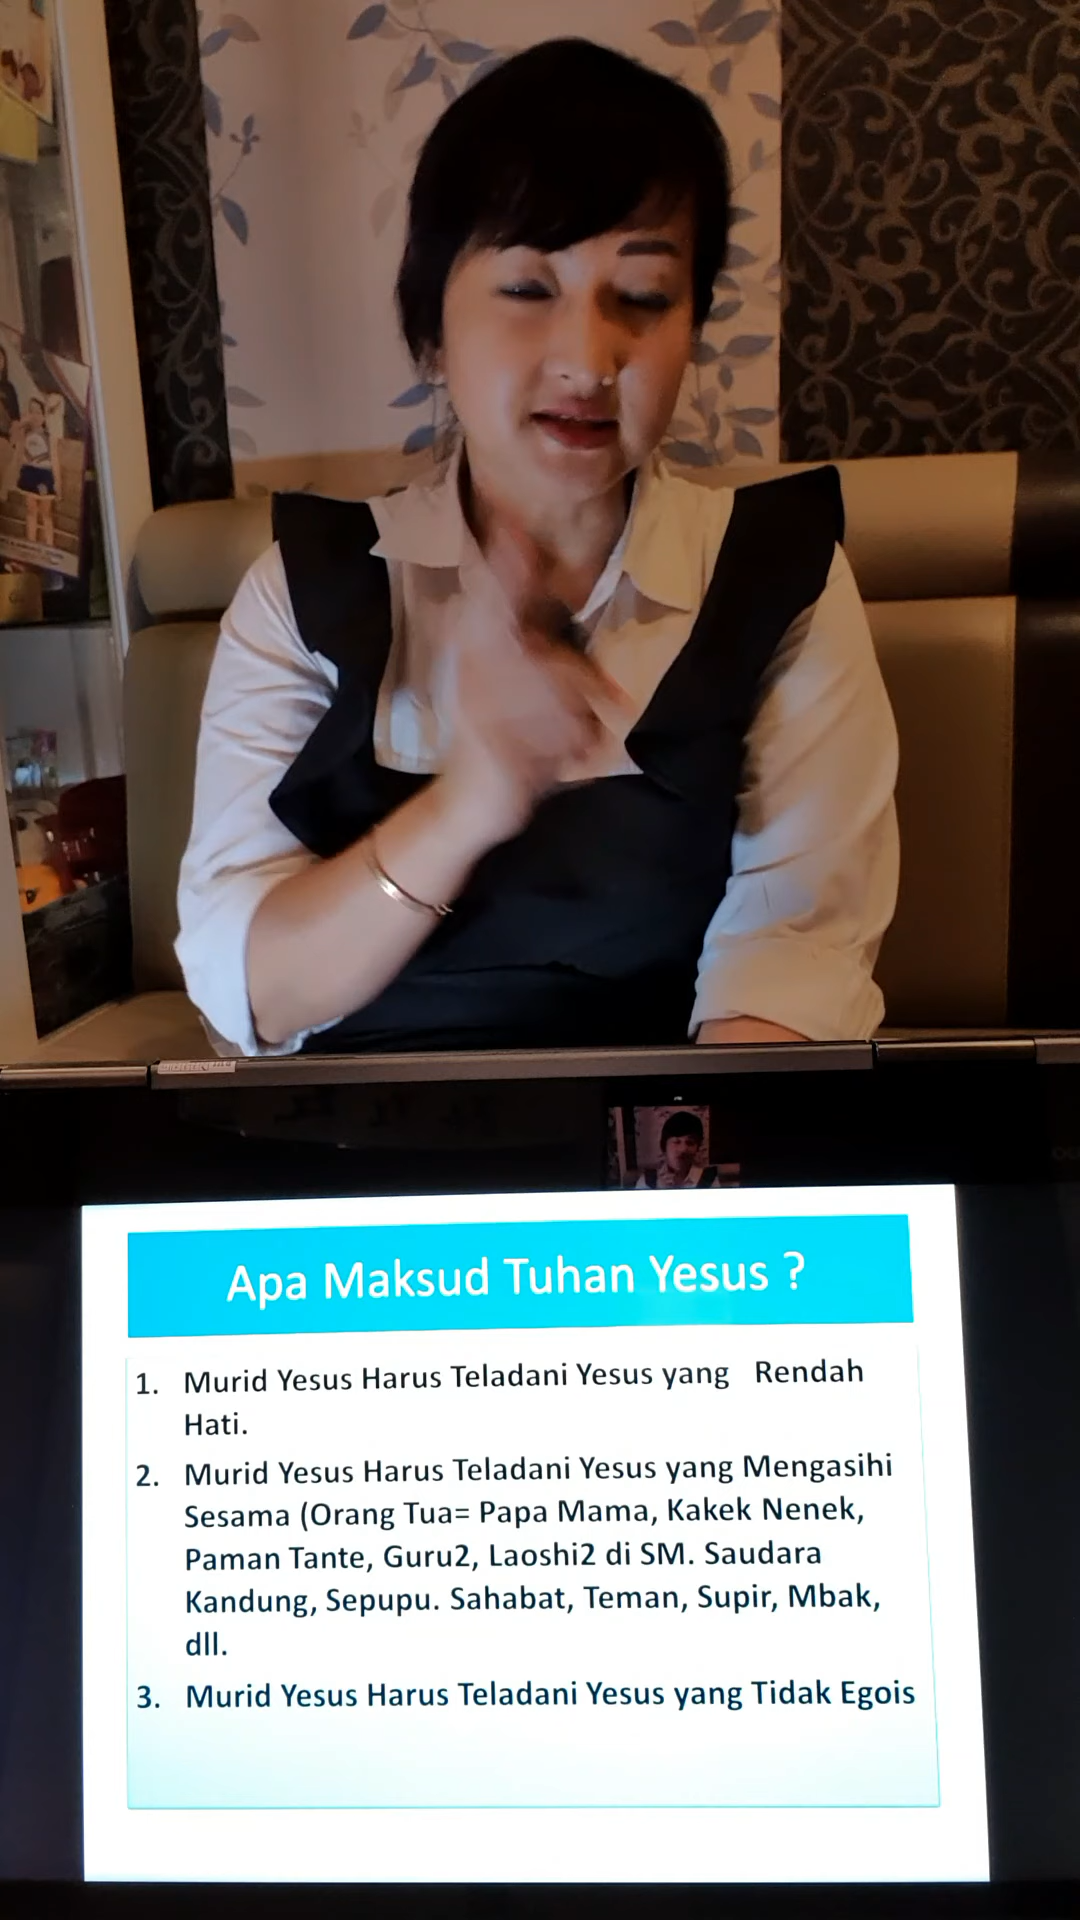 Apa Maksud Tuhan Yesus ?
1. Murid Yesus Harus Teladani Yesus yang Rendah
Hati.
2. Murid Yesus Harus Teladani Yesus yang Mengasihi
Sesama (Orang Tua= Papa Mama, Kakek Nenek,
Paman Tante, Guru2, Laoshi2 di SM. Saudara
Kandung, Sepupu. Sahabat, Teman, Supir, Mbak,
dll.
3. Murid Yesus Harus Teladani Yesus yang Tidak Egois